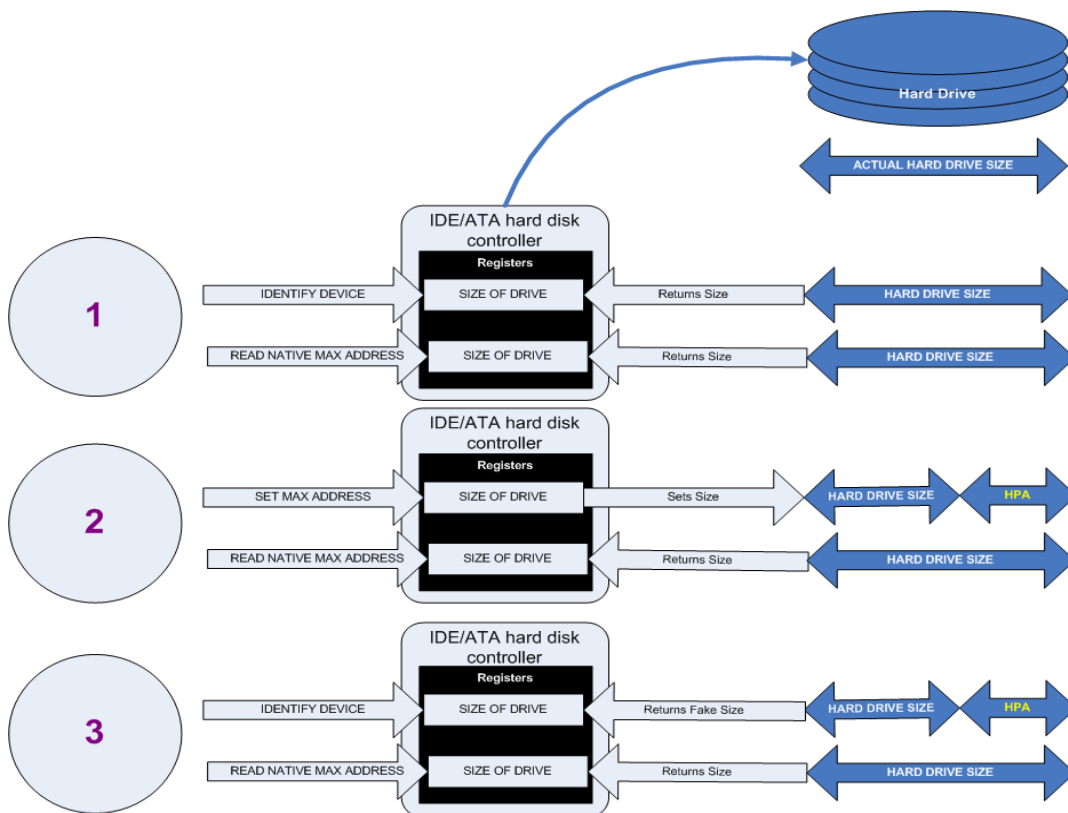 Hard Drive
ACTUAL HARD DRIVE SIZE
IDE/ATA hard disk
controller
Registers
1
IDENTIFY DEVICE
SIZE OF DRIVE
Returns Size
HARD DRIVE SIZE
READ NATIVE MAX ADDRESS
SIZE OF DRIVE
Returns Size
HARD DRIVE SIZE
IDE/ATA hard disk
controller
Registers
2
SET MAX ADDRESS
SIZE OF DRIVE
Sets Size
HARD DRIVE SIZE
HPA
READ NATIVE MAX ADDRESS
SIZE OF DRIVE
Returns Size
HARD DRIVE SIZE
IDE/ATA hard disk
controller
Registers
3
IDENTIFY DEVICE
SIZE OF DRIVE
Returns Fake Size
HARD DRIVE SIZE
HPA
READ NATIVE MAX ADDRESS
SIZE OF DRIVE
Returns Size
HARD DRIVE SIZE